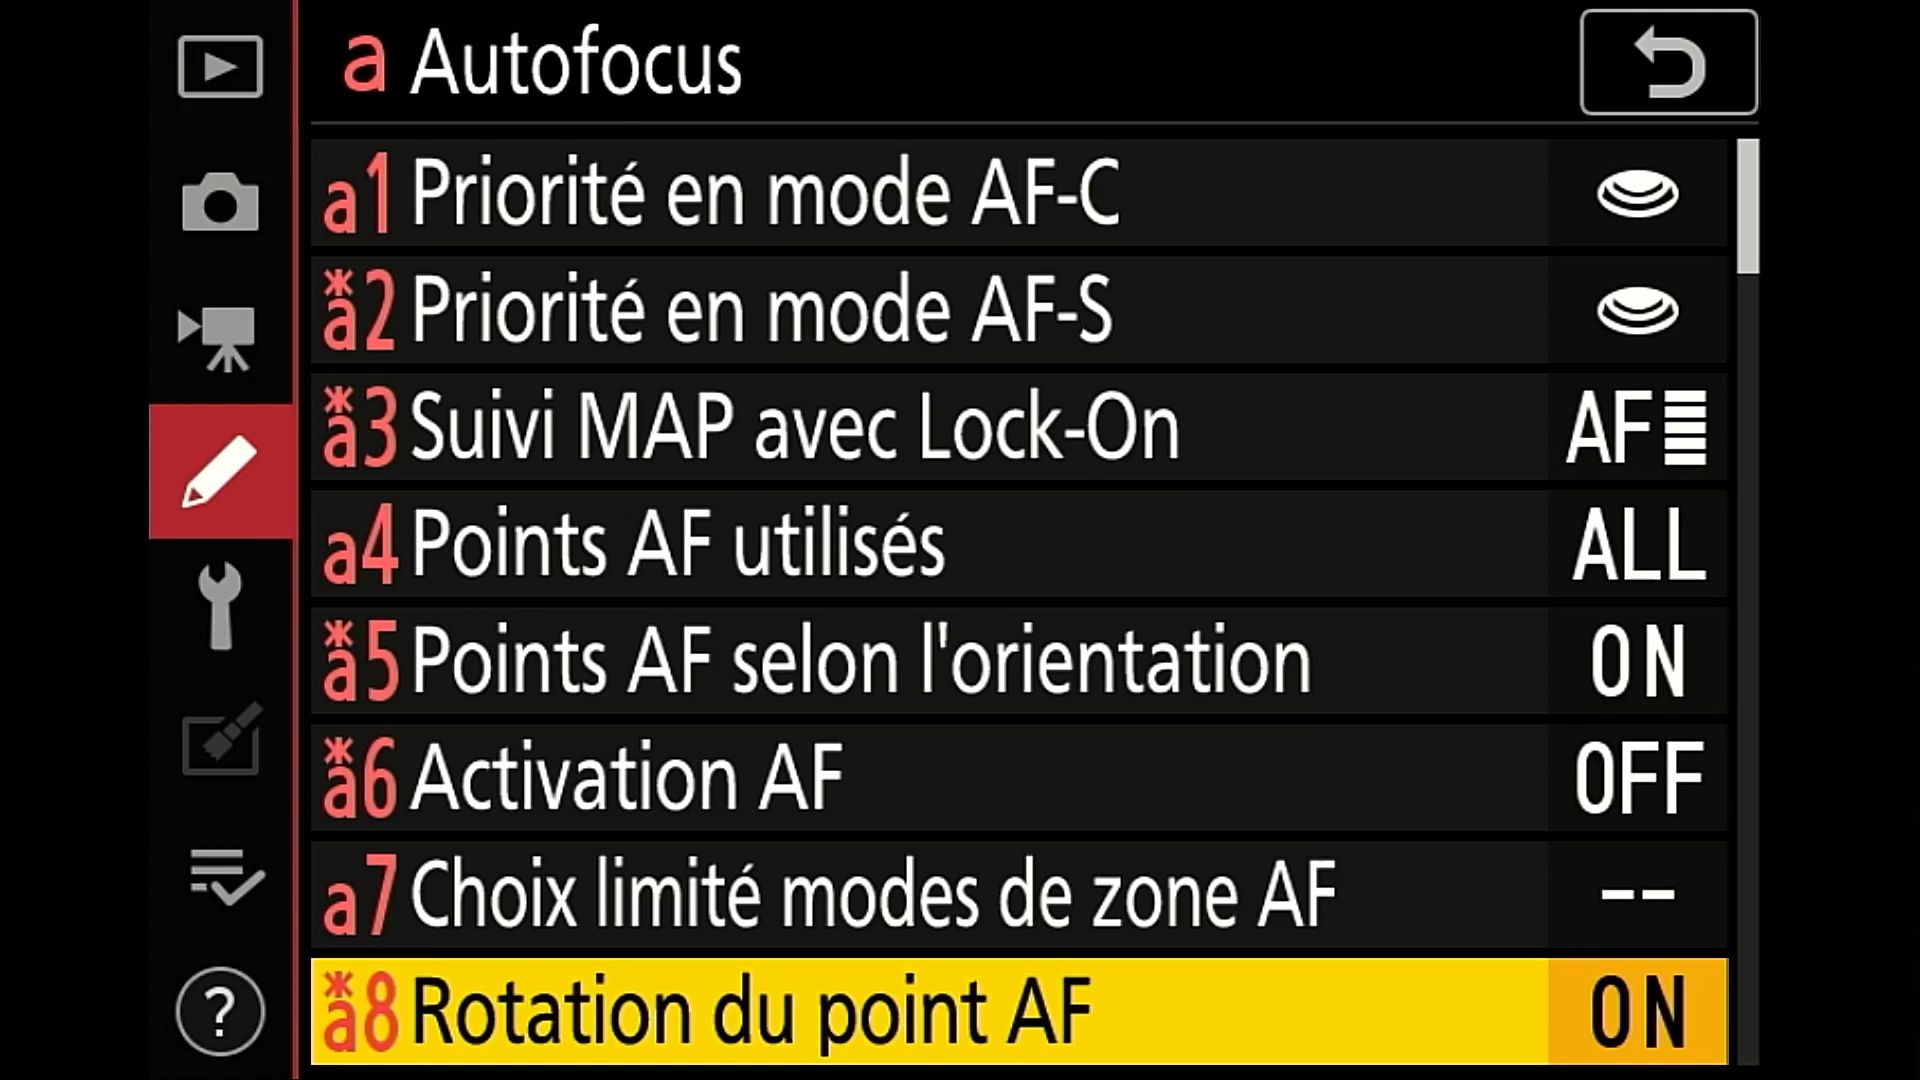 a Autofocus
a1 Priorité en mode AF-C
*a2 Priorité en mode AF-S
*a3 Suivi MAP avec Lock-On AF
a4 Points AF utilisés ALL
*a5 Points AF selon l'orientation ON
*a6 Activation AF OFF
a7 Choix limité modes de zone AF --
*a8 Rotation du point AF ON
?